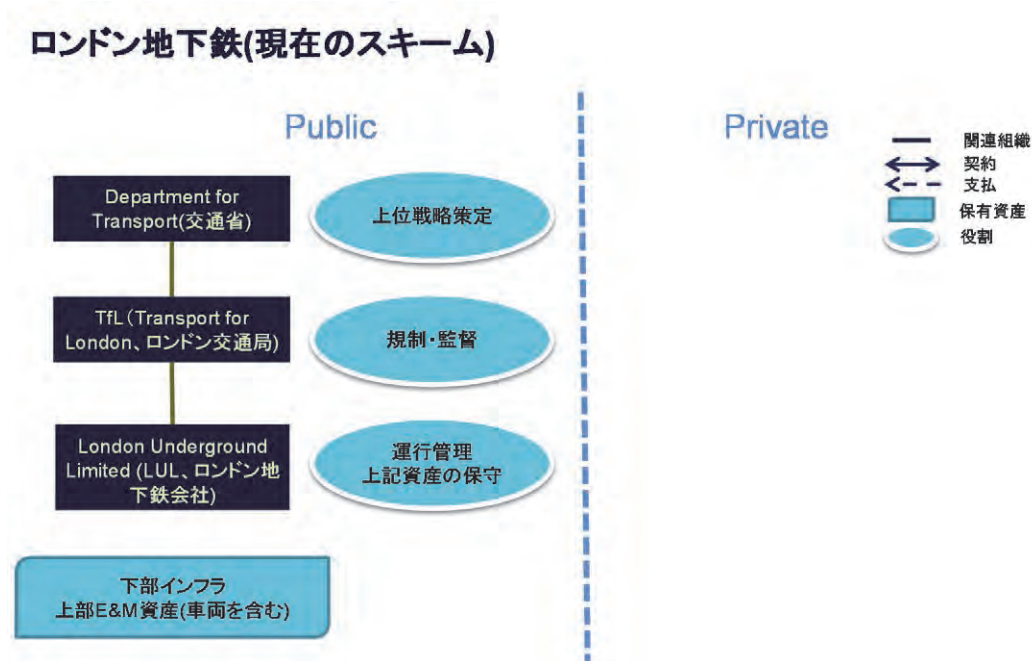 ロンドン地下鉄(現在のスキーム)
Public
Private
関連組織
契約
支払
保有資産
役割
Department for
Transport(交通省)
上位戦略策定
TfL(Transport for
London、ロンドン交通局)
規制・監督
London Underground
Limited (LUL、ロンドン地
下鉄会社)
運行管理
上記資産の保守
下部インフラ
上部E&M資産(車両を含む)